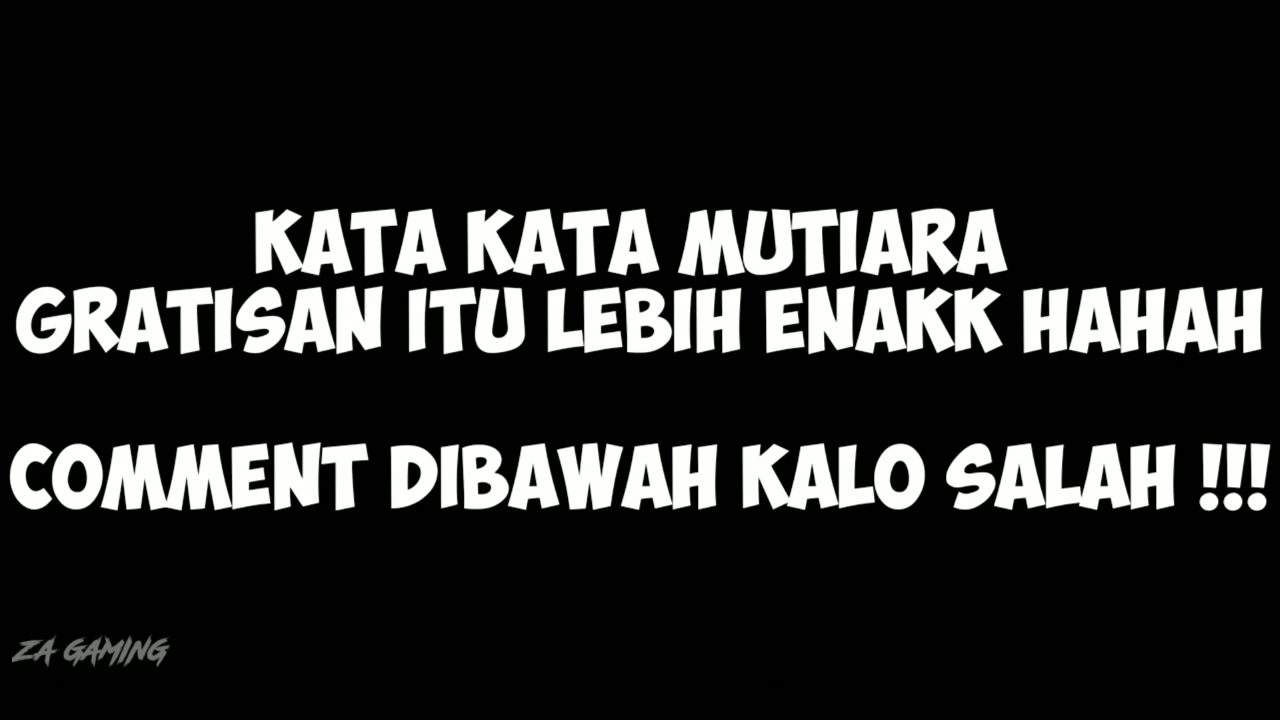 KATA KATA MUTIARA
GRATISAN ITU LEBIH ENAKK HAHAH
COMMENT DIBAWAH KALO SALAH !!!
ZA GAMING